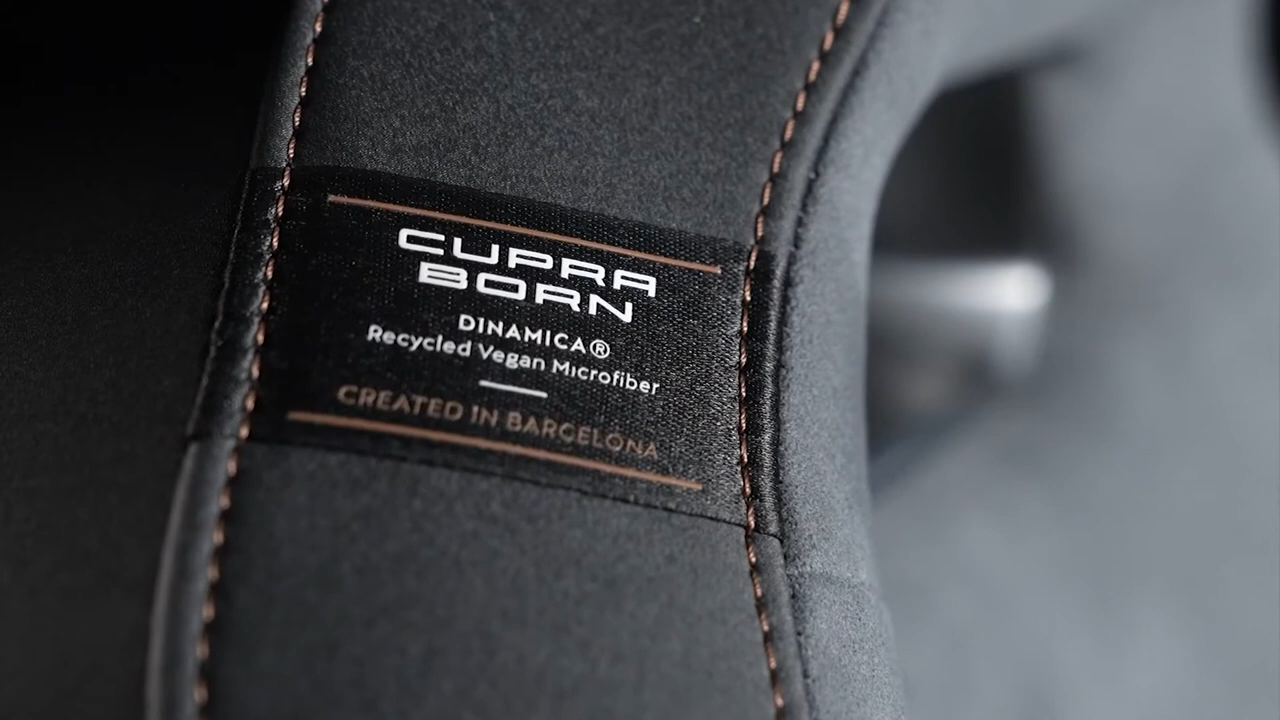 CUPRA
BORN
DINAMICA®
Recycled Vegan Microfiber
CREATED IN BARCELONA